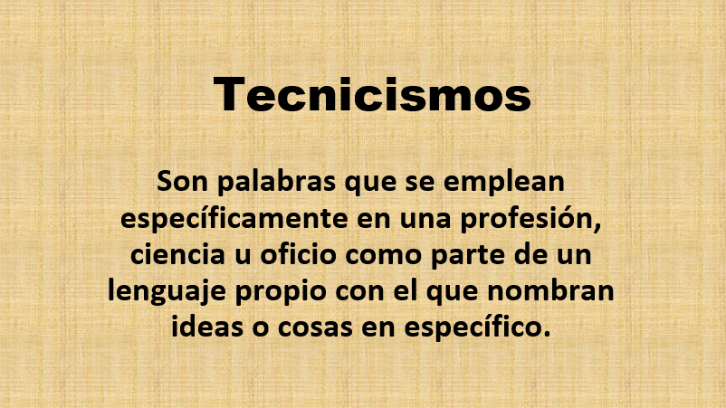 Tecnicismos
Son palabras que se emplean
específicamente en una profesión,
ciencia u oficio como parte de un
lenguaje propio con el que nombran
ideas o cosas en específico.